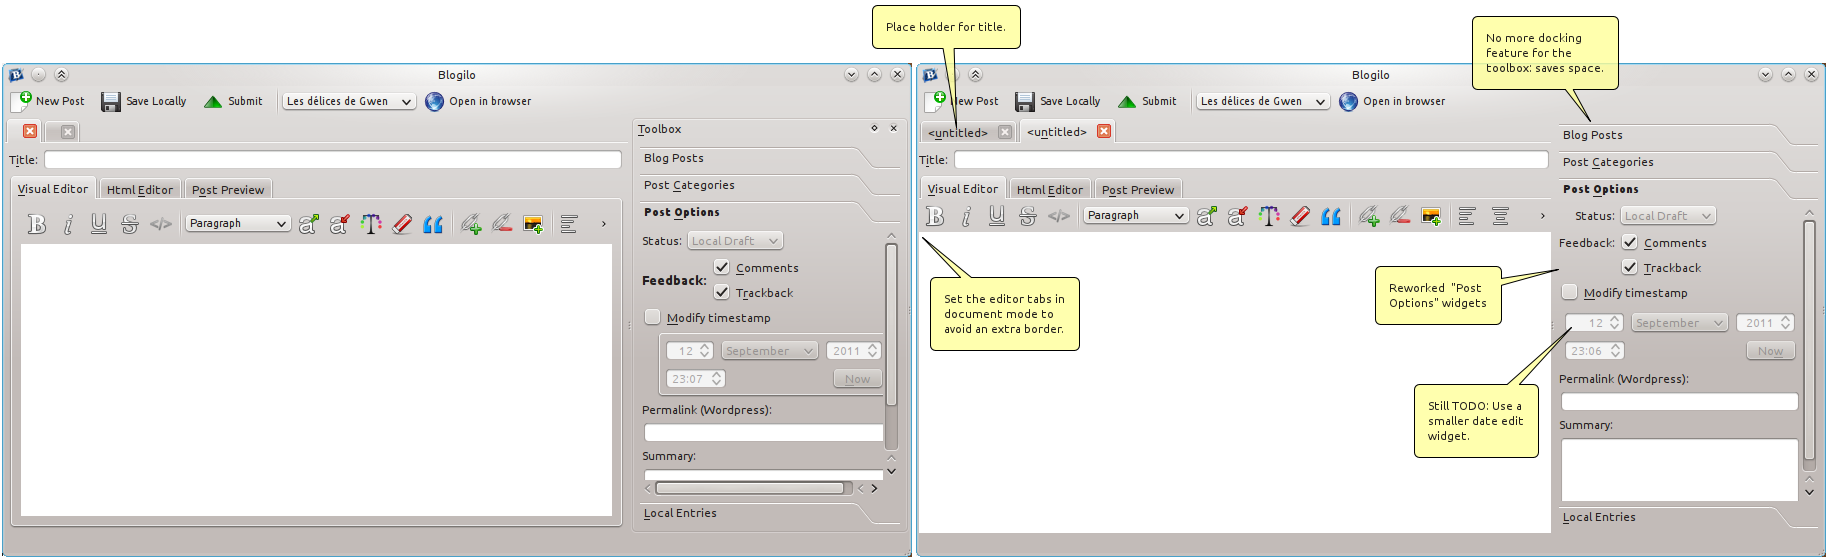 Place holder for title.
No more docking
feature for the
toolbox: saves space.
Blogilo
New Post
Save Locally
Submit
Les délices de Gwen
Open in browser
Toolbox
Title:
Blog Posts
Visual Editor
Html Editor
Post Preview
Post Categories
B i U S </>
Paragraph
Post Options
Status:
Local Draft
Feedback:
Comments
Trackback
Modify timestamp
12
September
2011
23:07
Now
Permalink (Wordpress):
Summary:
Local Entries
Blogilo
New Post
Save Locally
Submit
Les délices de Gwen
Open in browser
<untitled>
<untitled>
Title:
Visual Editor
Html Editor
Post Preview
B i U S </>
Paragraph
Set the editor tabs in
document mode to
avoid an extra border.
Blog Posts
Post Categories
Post Options
Status:
Local Draft
Feedback:
Comments
Trackback
Reworked "Post
Options" widgets
Modify timestamp
12
September
2011
23:06
Now
Still TODO: Use a
smaller date edit
widget.
Permalink (Wordpress):
Summary:
Local Entries